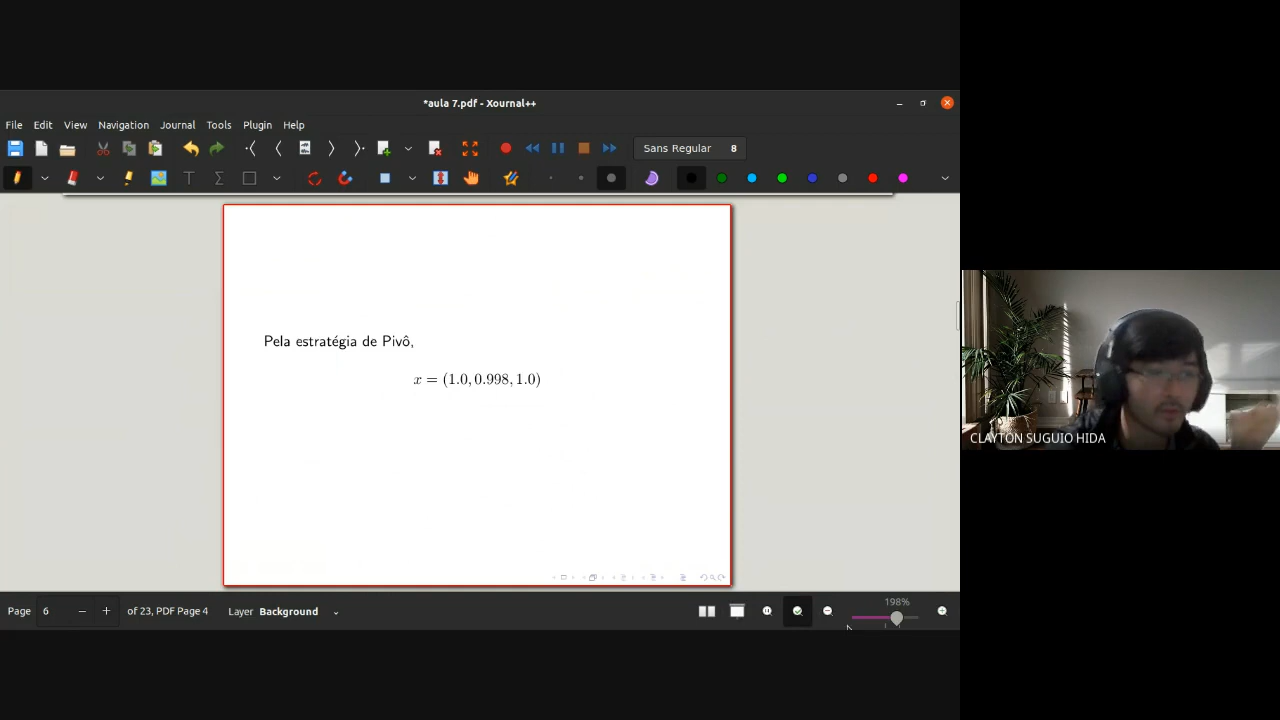 *aula 7.pdf - Xournal++
File Edit View Navigation Journal Tools Plugin Help
Sans Regular 8
Pela estratégia de Pivô,
x = (1.0, 0.998, 1.0)
CLAYTON SUGUIO HIDA
Page 6 of 23, PDF Page 4 Layer Background 198%